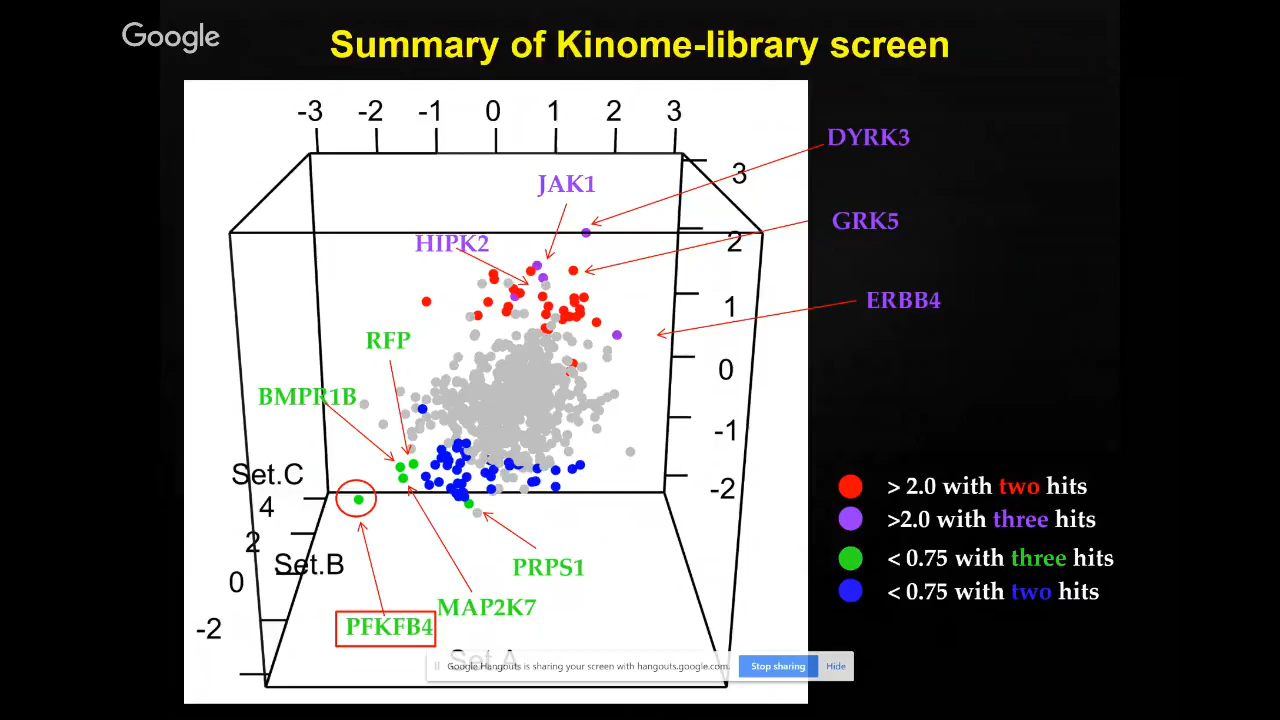 Google
Summary of Kinome-library screen
-3 -2 -1 0 1 2 3
DYRK3
3
JAK1
GRK5
2
HIPK2
ERBB4
1
RFP
0
BMPR1B
-1
Set.C
-2
4
2
Set.B
0
-2
PRPS1
MAP2K7
PFKFB4
> 2.0 with two hits
>2.0 with three hits
< 0.75 with three hits
< 0.75 with two hits
Set.A
Google Hangouts is sharing your screen with hangouts.google.com.
Stop sharing
Hide